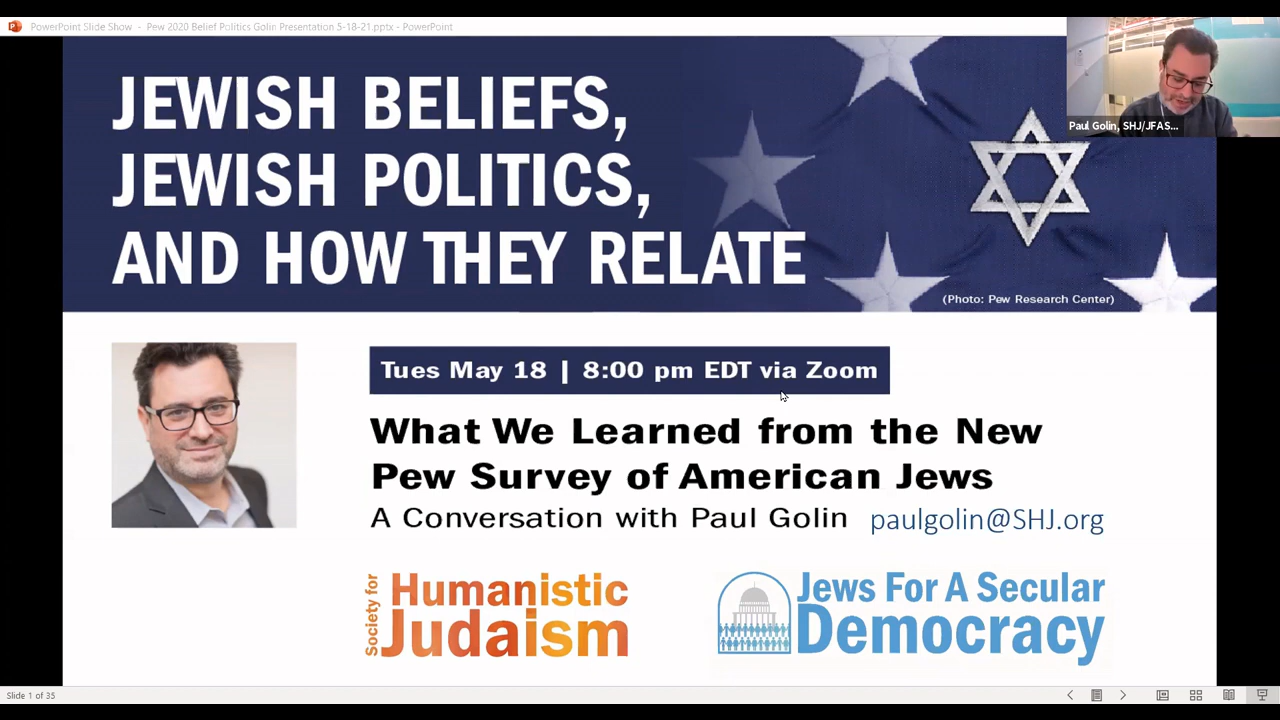 PowerPoint Slide Show - Pew 2020 Belief Politics Golin Presentation 5-18-21.pptx - PowerPoint
Paul Golin, SHJ/JFAS...
JEWISH BELIEFS,
JEWISH POLITICS,
AND HOW THEY RELATE
(Photo: Pew Research Center)
Tues May 18 | 8:00 pm EDT via Zoom
What We Learned from the New
Pew Survey of American Jews
A Conversation with Paul Golin paulgolin@SHJ.org
Society for
Humanistic
Judaism
Jews For A Secular
Democracy
Slide 1 of 35